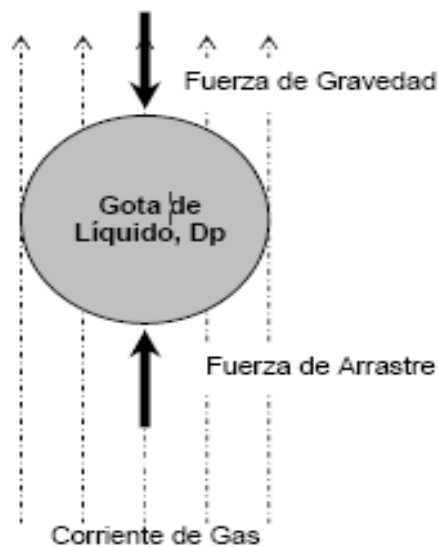 Fuerza de Gravedad
Gota de
Líquido, Dp
Fuerza de Arrastre
Corriente de Gas